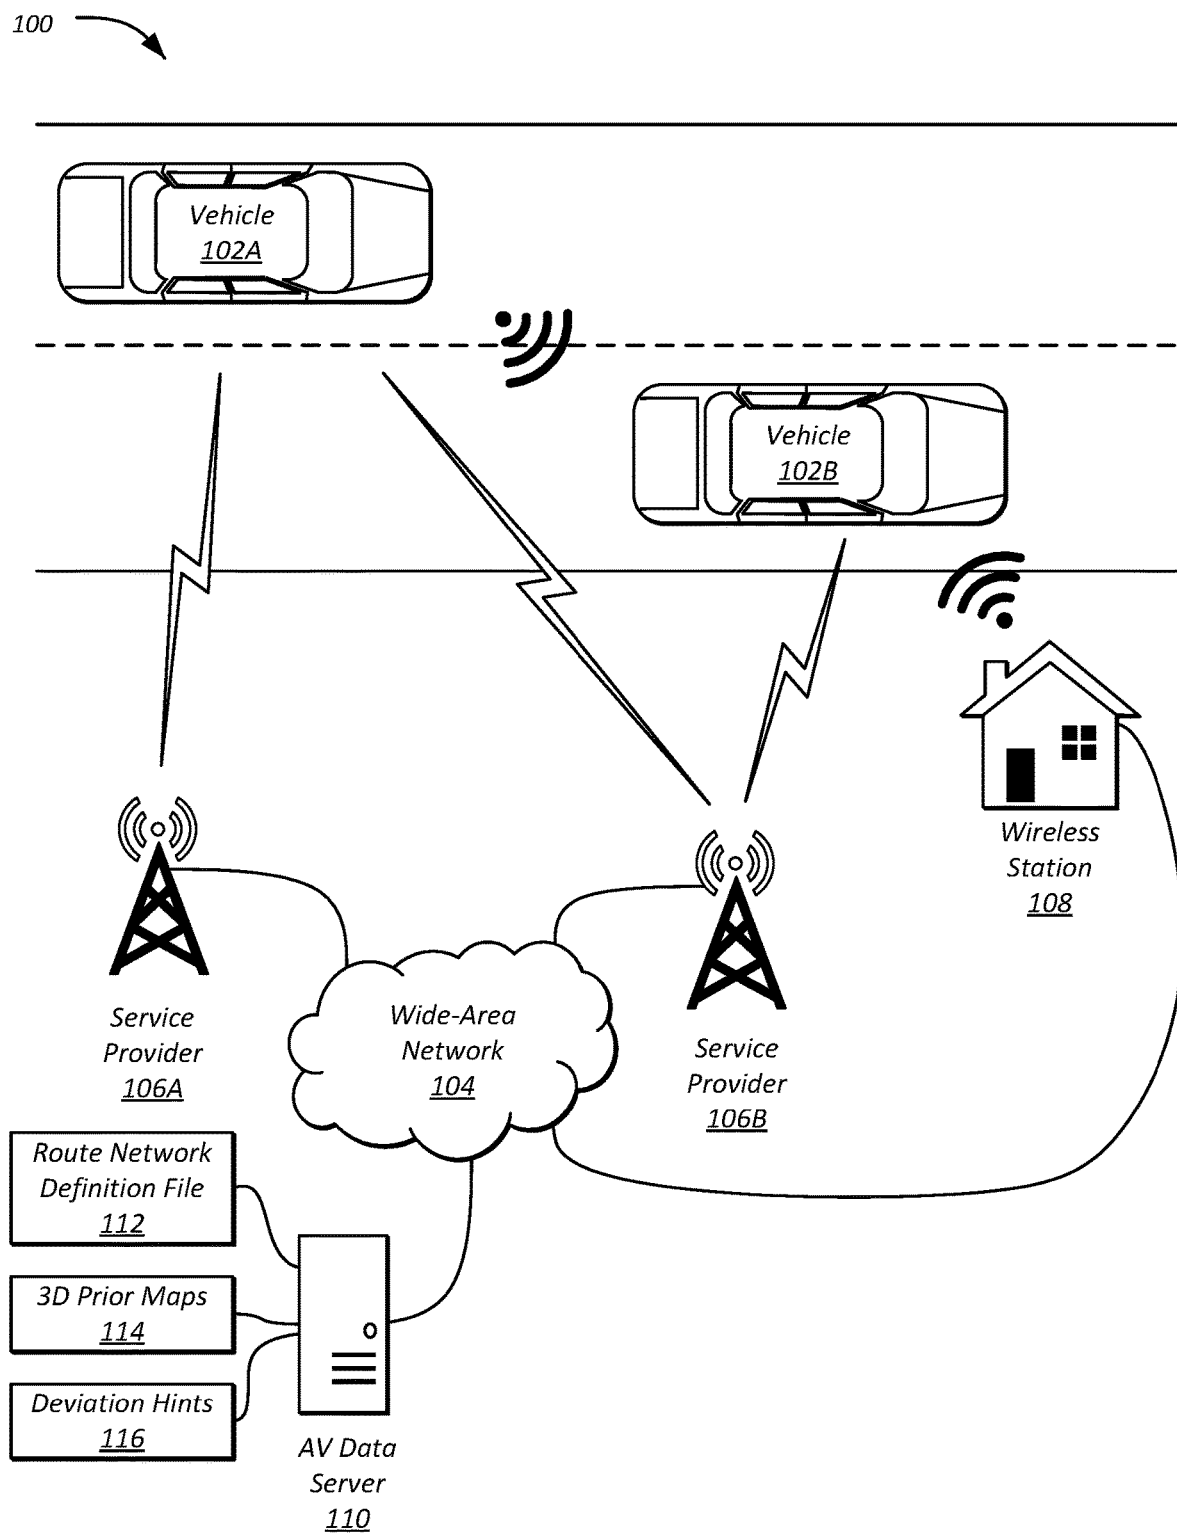 100
Vehicle
102A
Vehicle
102B
Wireless
Station
108
Service
Provider
106A
Wide-Area
Network
104
Service
Provider
106B
Route Network
Definition File
112
3D Prior Maps
114
Deviation Hints
116
AV Data
Server
110